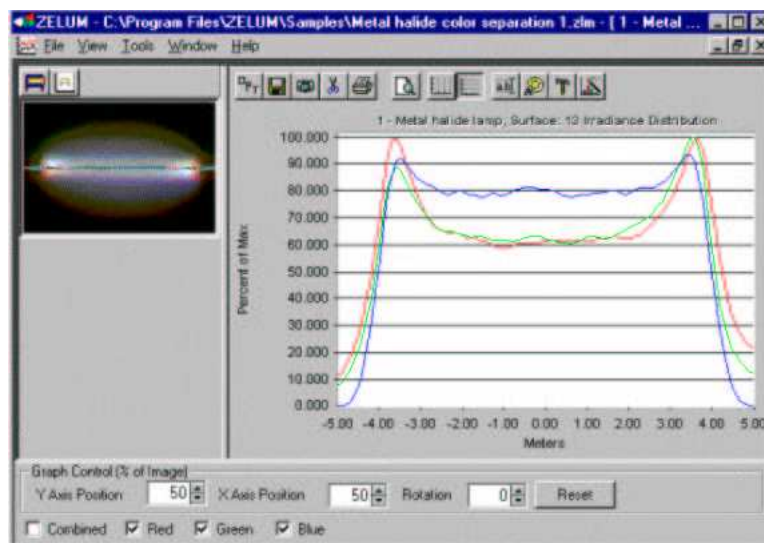 ZELUM - C:\Program Files\ZELUM\Samples\Metal halide color separation 1.zlm - [ 1 - Metal ...
File View Tools Window Help
1 - Metal halide lamp, Surface: 13 Irradiance Distribution
100.000
90.000
80.000
70.000
60.000
50.000
40.000
30.000
20.000
10.000
0.000
Percent of Max
-5.00 -4.00 -3.00 -2.00 -1.00 0.00 1.00 2.00 3.00 4.00 5.00
Meters
Graph Control (% of Image)
Y Axis Position 50 X Axis Position 50 Rotation 0 Reset
Combined Red Green Blue